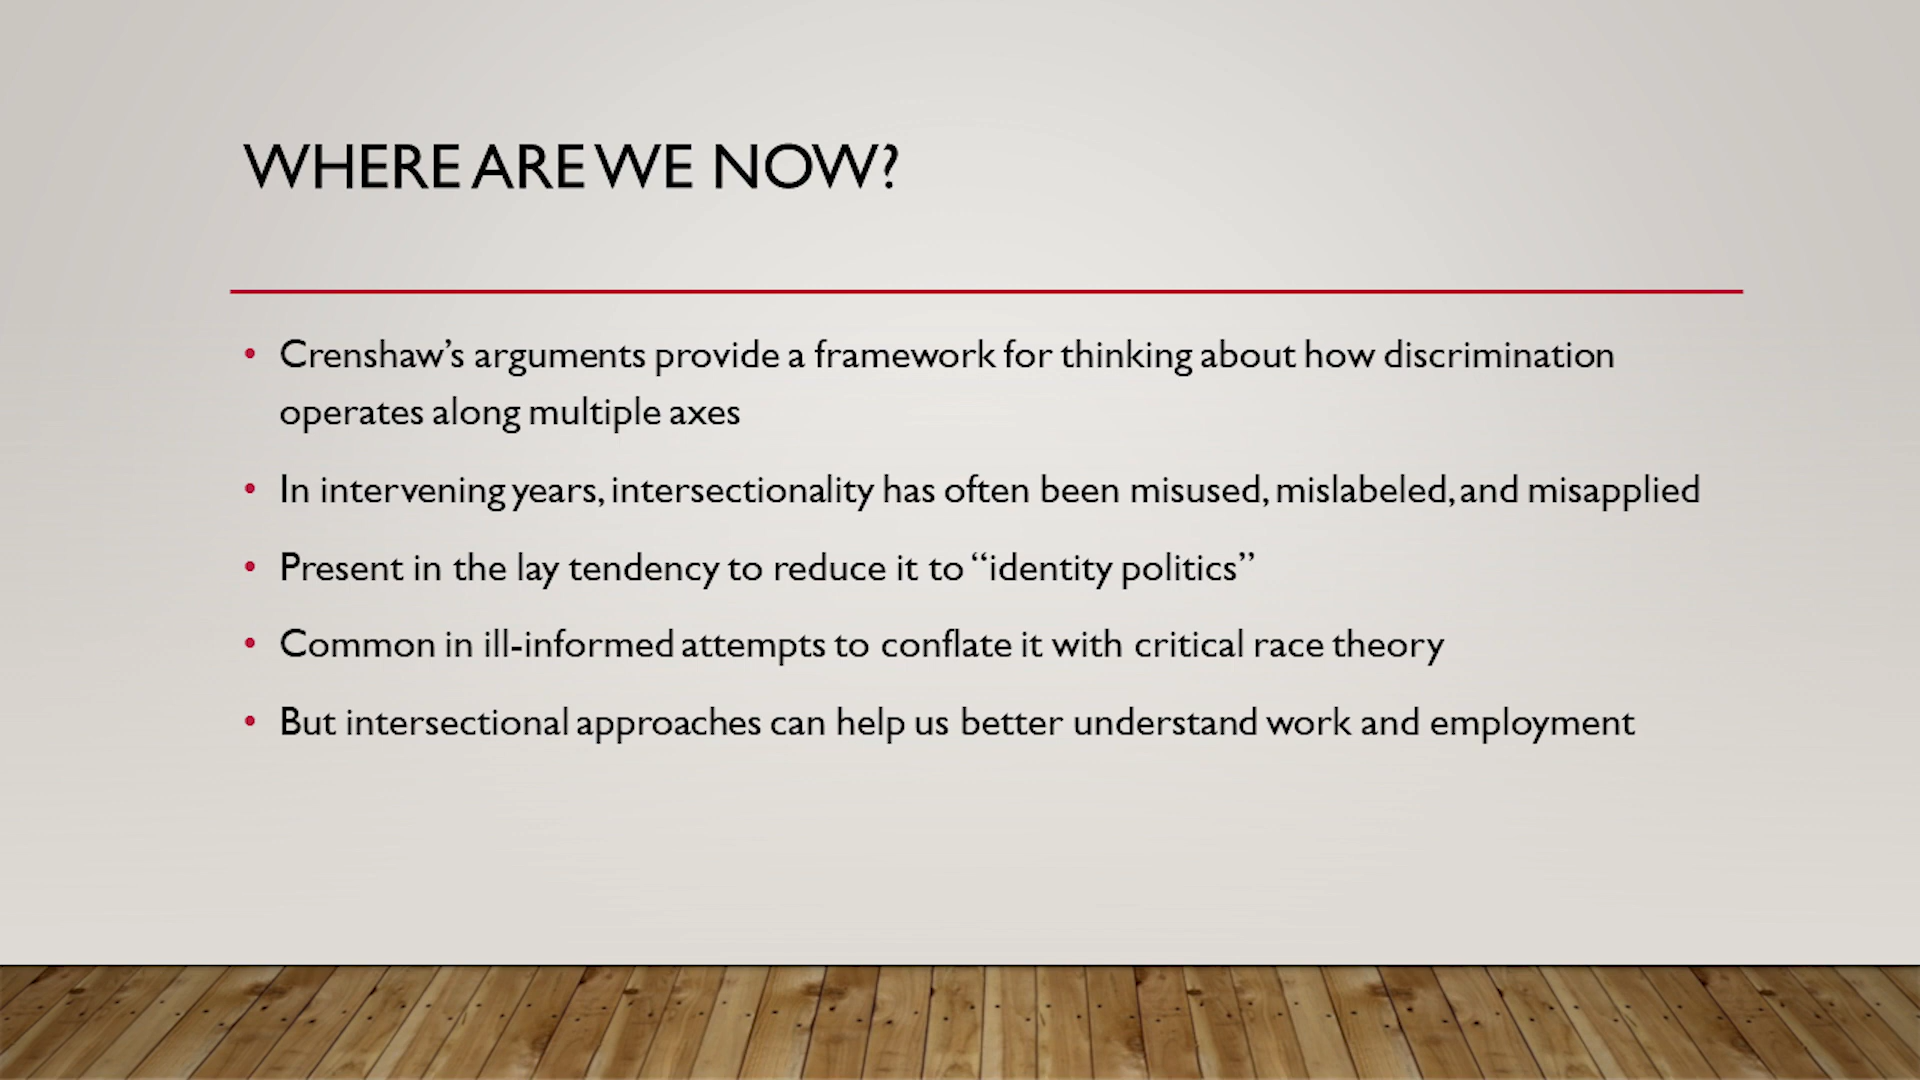 WHERE ARE WE NOW?
• Crenshaw’s arguments provide a framework for thinking about how discrimination
operates along multiple axes
• In intervening years, intersectionality has often been misused, mislabeled, and misapplied
• Present in the lay tendency to reduce it to “identity politics”
• Common in ill-informed attempts to conflate it with critical race theory
• But intersectional approaches can help us better understand work and employment